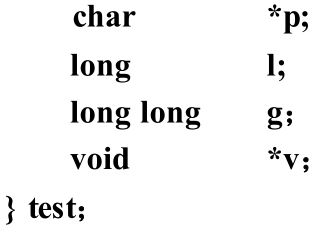 char *p;
long l;
long long g；
void *v；
} test；